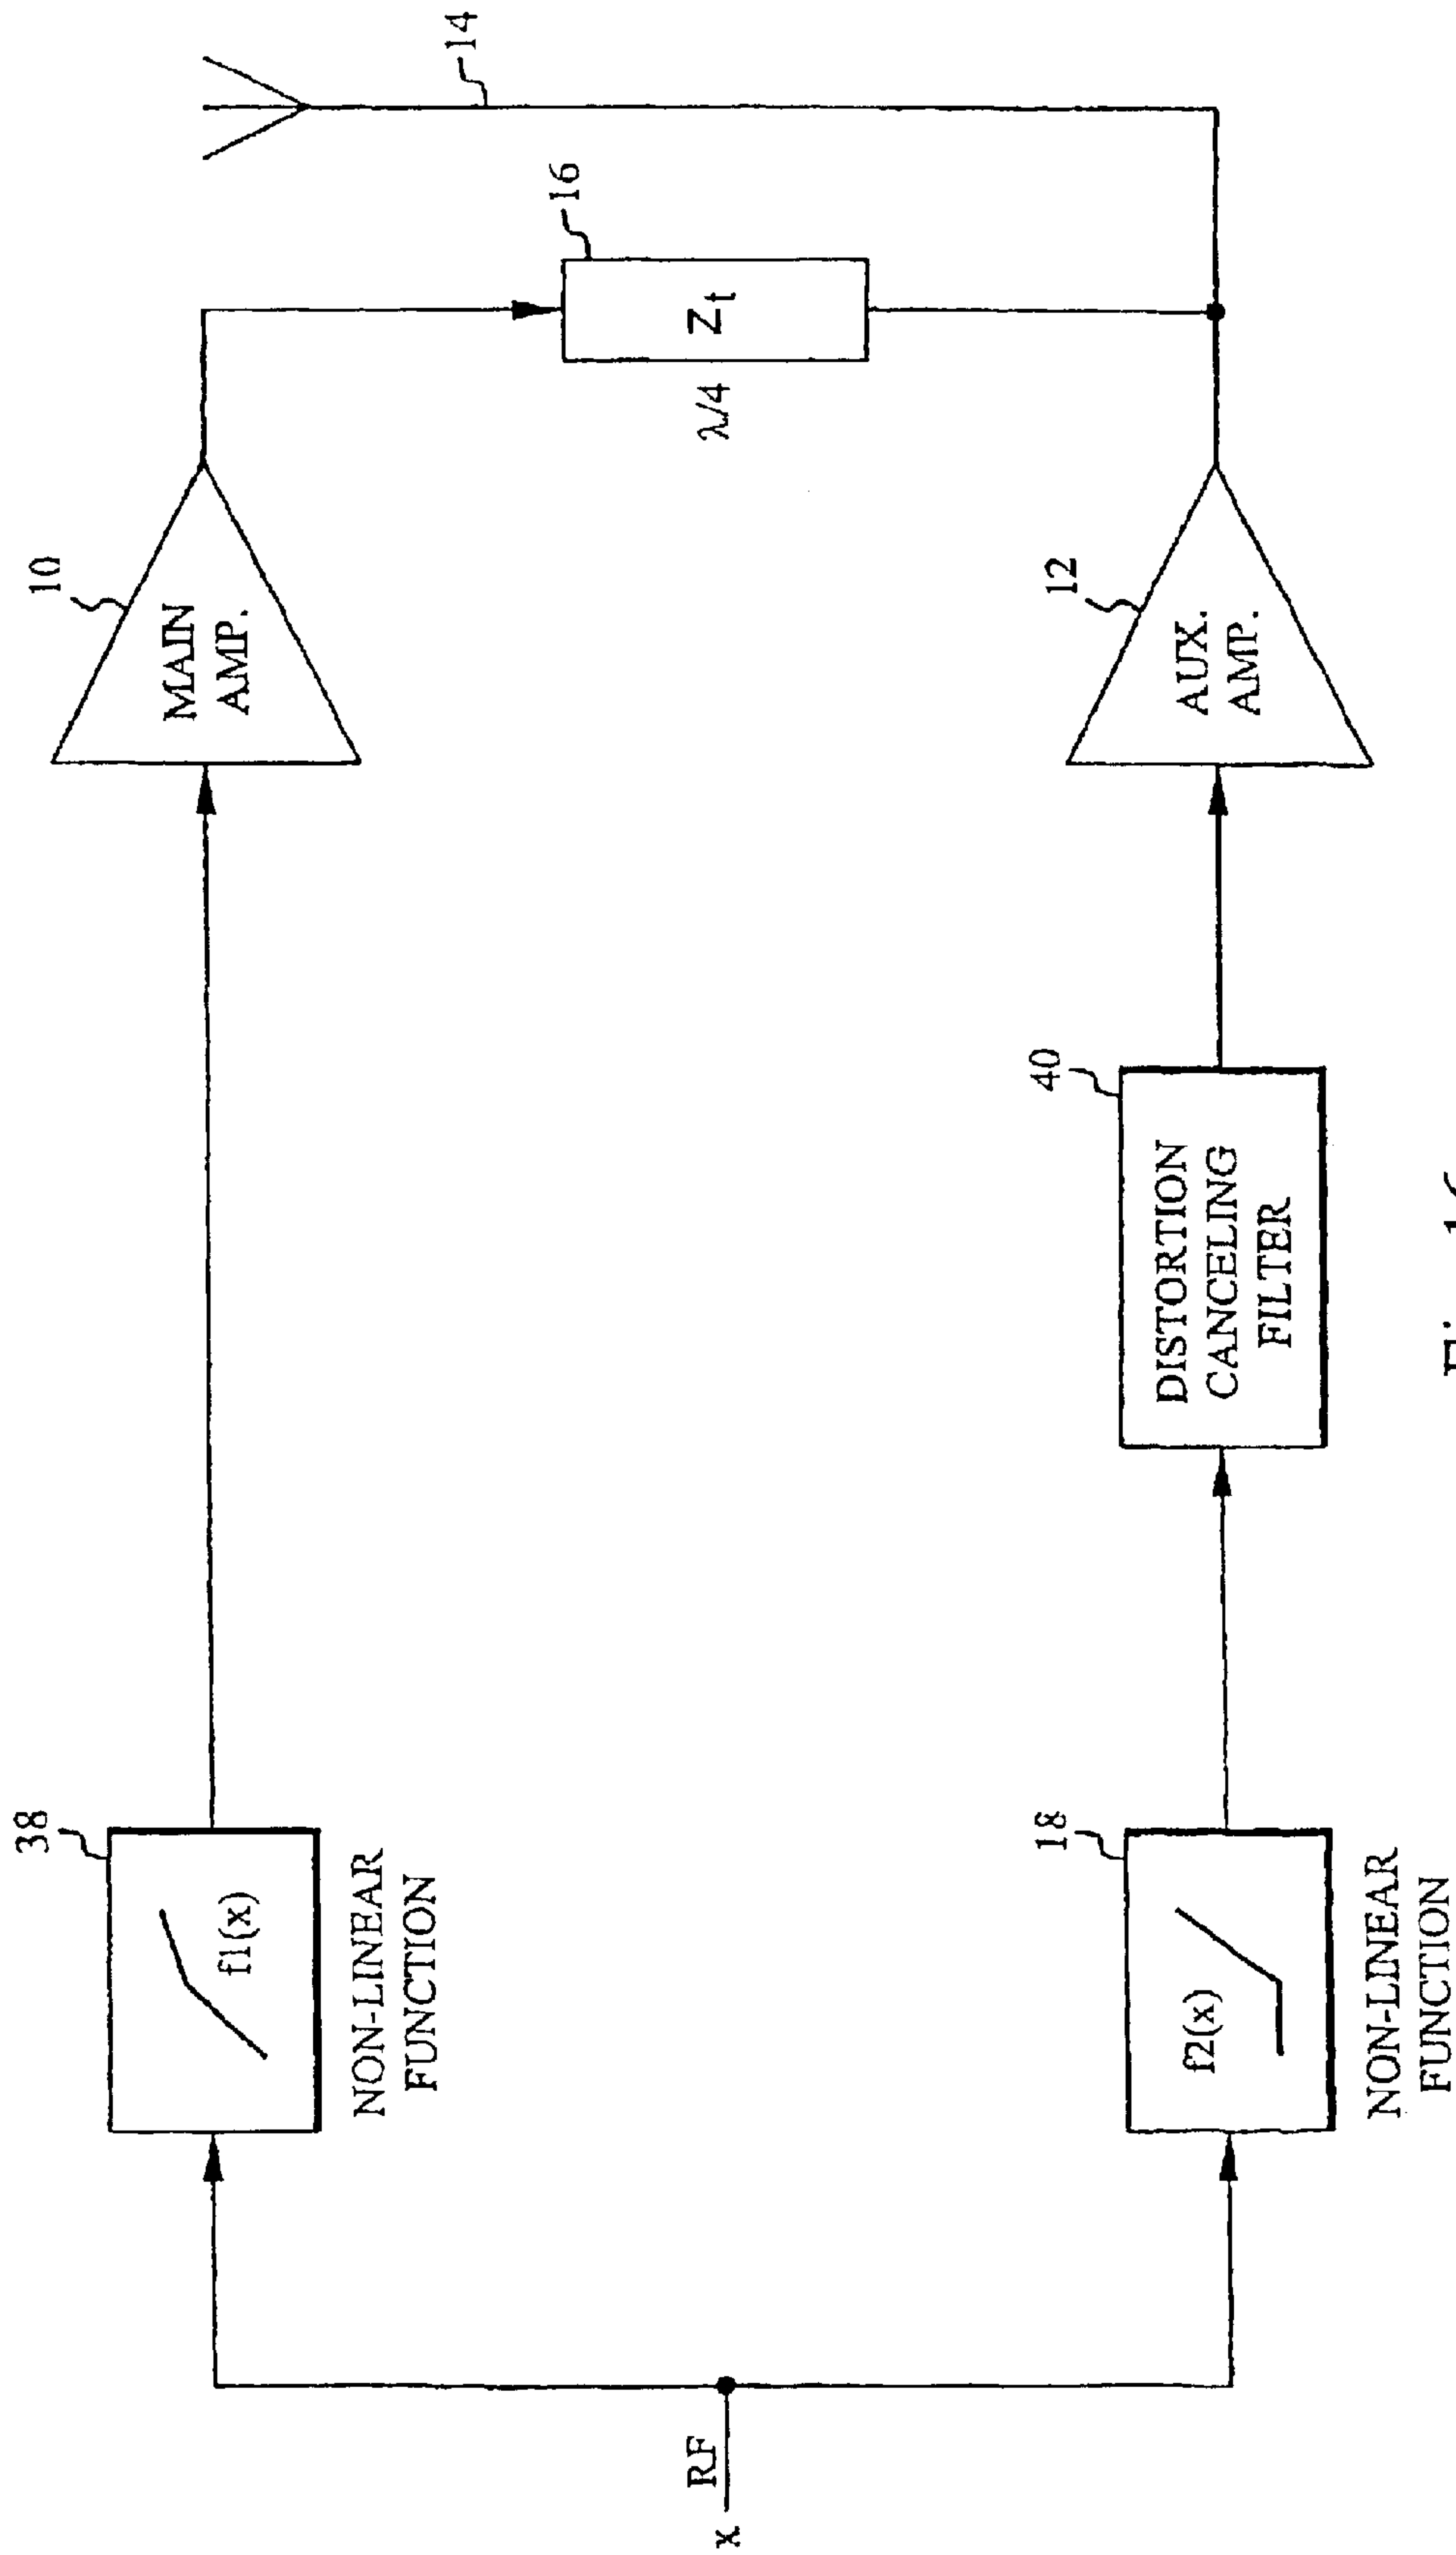 38
f1(x)
NON-LINEAR
FUNCTION
10
MAIN
AMP.
14
16
Zt
λ/4
x
RF
18
f2(x)
NON-LINEAR
FUNCTION
40
DISTORTION
CANCELING
FILTER
12
AUX.
AMP.